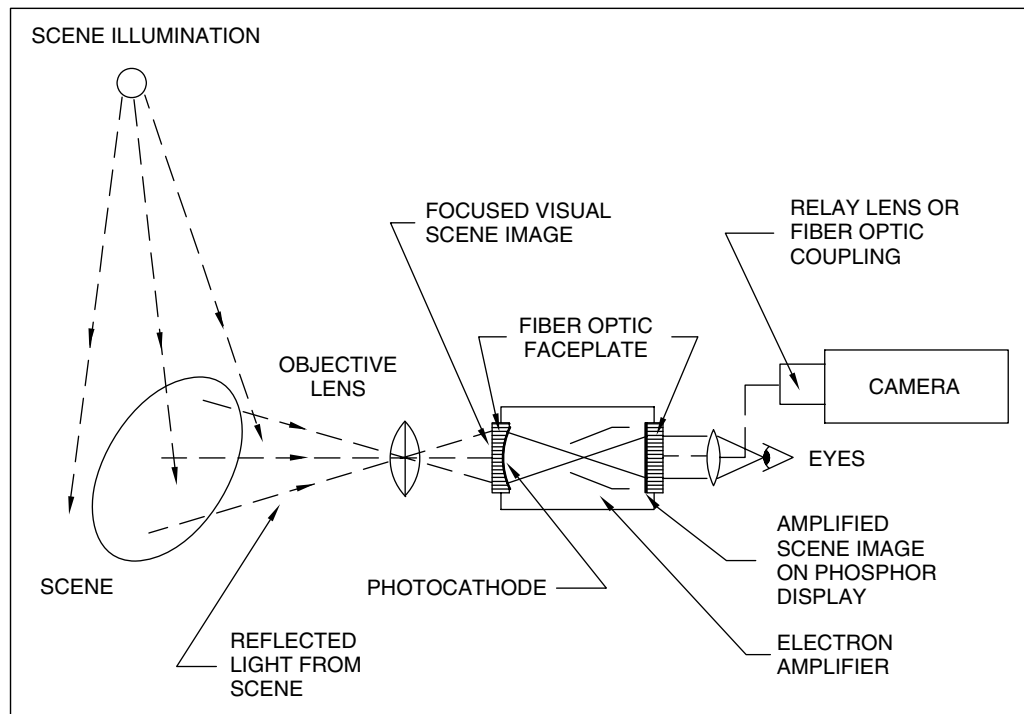 SCENE ILLUMINATION
FOCUSED VISUAL
SCENE IMAGE
RELAY LENS OR
FIBER OPTIC
COUPLING
FIBER OPTIC
FACEPLATE
OBJECTIVE
LENS
CAMERA
EYES
SCENE
PHOTOCATHODE
AMPLIFIED
SCENE IMAGE
ON PHOSPHOR
DISPLAY
REFLECTED
LIGHT FROM
SCENE
ELECTRON
AMPLIFIER